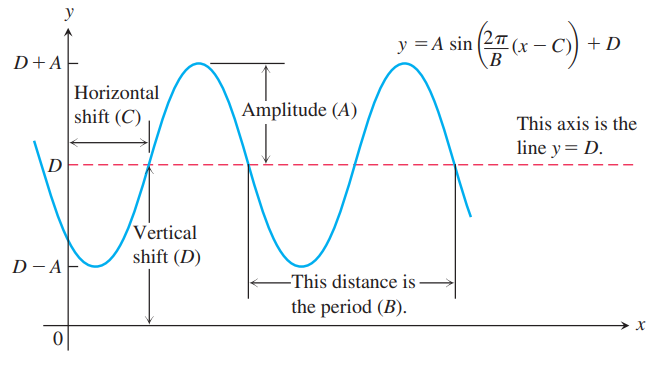 y
y = A sin (2π/B (x − C)) + D
D + A
Horizontal
shift (C)
Amplitude (A)
This axis is the
line y = D.
D
Vertical
shift (D)
D − A
This distance is
the period (B).
x
0